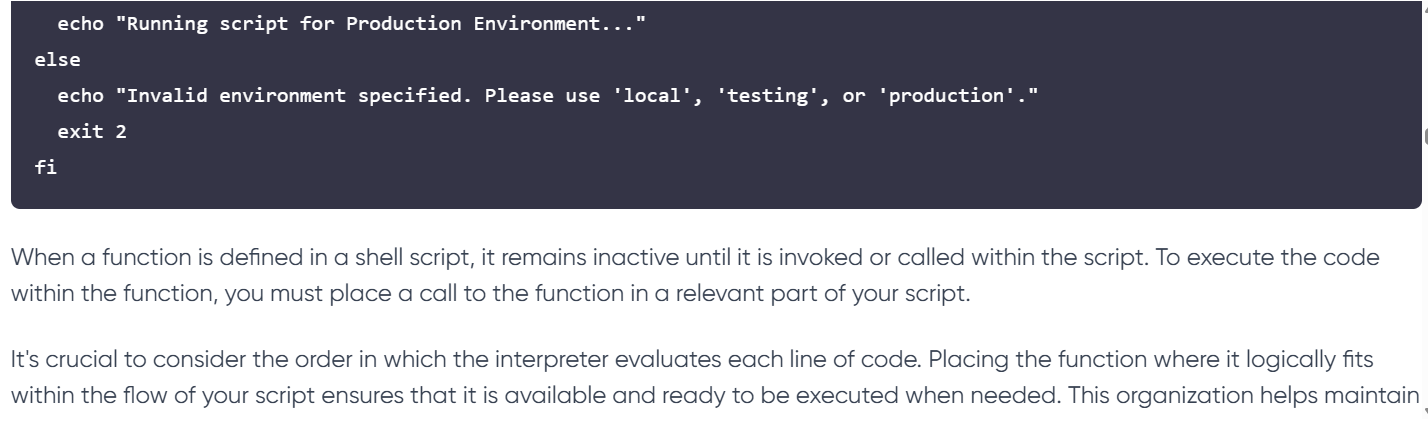 echo "Running script for Production Environment..."
else
echo "Invalid environment specified. Please use 'local', 'testing', or 'production'."
exit 2
fi
When a function is defined in a shell script, it remains inactive until it is invoked or called within the script. To execute the code
within the function, you must place a call to the function in a relevant part of your script.
It's crucial to consider the order in which the interpreter evaluates each line of code. Placing the function where it logically fits
within the flow of your script ensures that it is available and ready to be executed when needed. This organization helps maintain